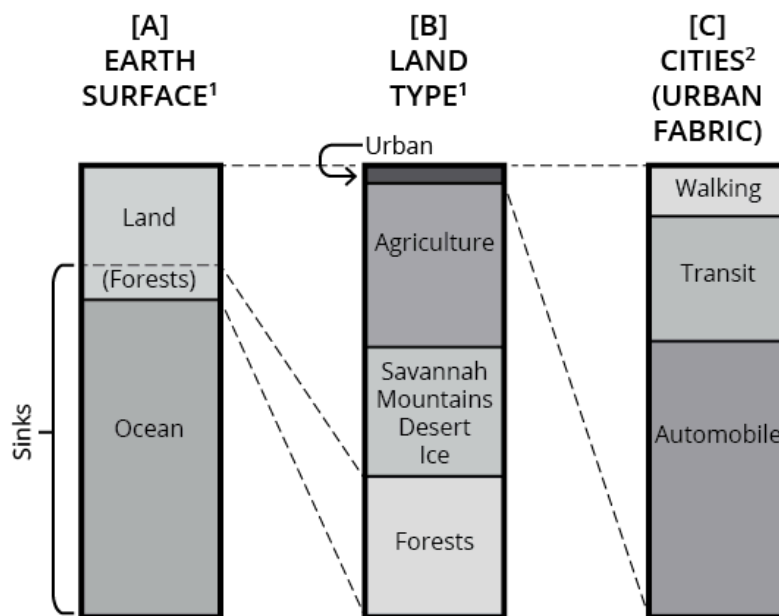 [A]
EARTH
SURFACE¹
[B]
LAND
TYPE¹
[C]
CITIES²
(URBAN
FABRIC)
Sinks
Land
(Forests)
Ocean
Urban
Agriculture
Savannah
Mountains
Desert
Ice
Forests
Walking
Transit
Automobile